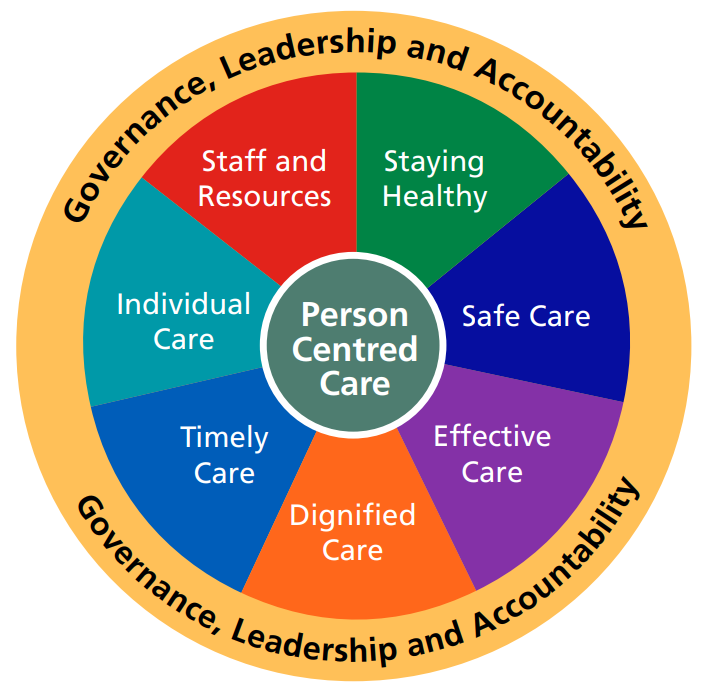 Governance, Leadership and Accountability
Staff and
Resources
Staying
Healthy
Individual
Care
Person
Centred
Care
Safe Care
Timely
Care
Effective
Care
Dignified
Care
Governance, Leadership and Accountability